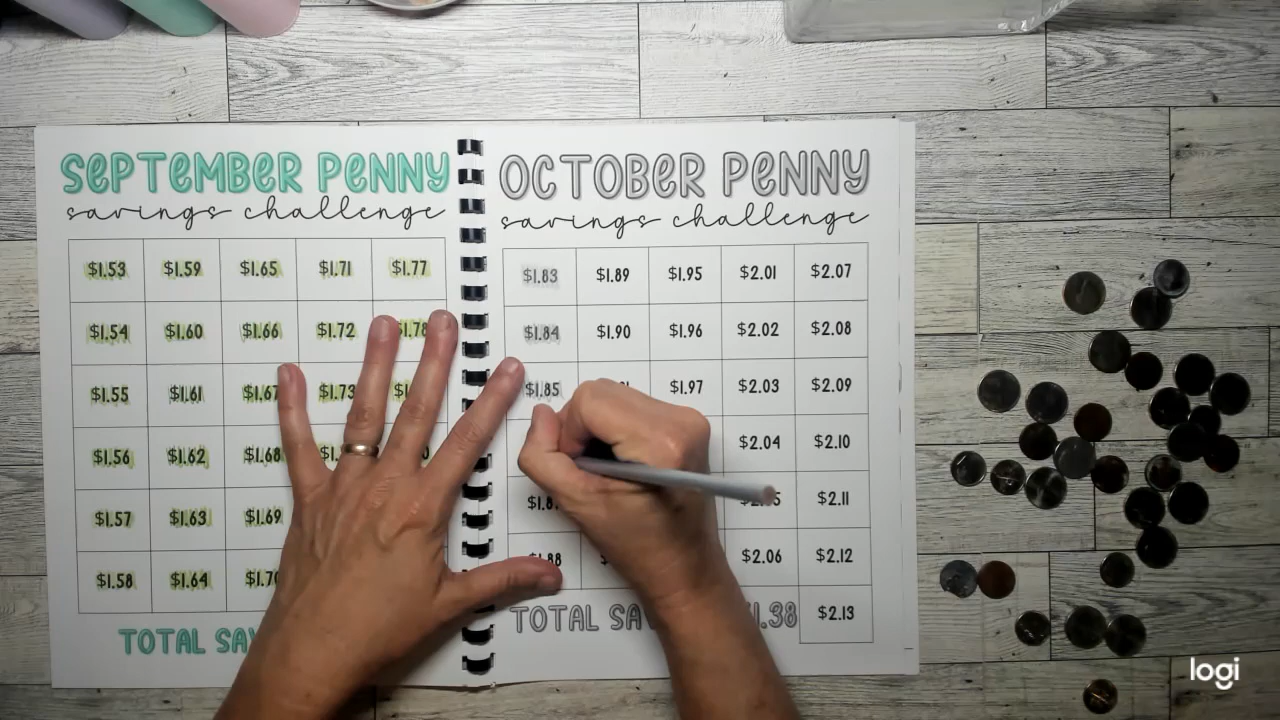 SEPTEMBER PENNY
savings challenge
$1.53 $1.59 $1.65 $1.71 $1.77
$1.54 $1.60 $1.66 $1.72 $1.78
$1.55 $1.61 $1.67 $1.73
$1.56 $1.62 $1.68
$1.57 $1.63 $1.69
$1.58 $1.64
TOTAL
OCTOBER PENNY
savings challenge
$1.83 $1.89 $1.95 $2.01 $2.07
$1.84 $1.90 $1.96 $2.02 $2.08
$1.85 $1.97 $2.03 $2.09
$2.04 $2.10
$2.11
$2.06 $2.12
TOTAL $2.13
logi